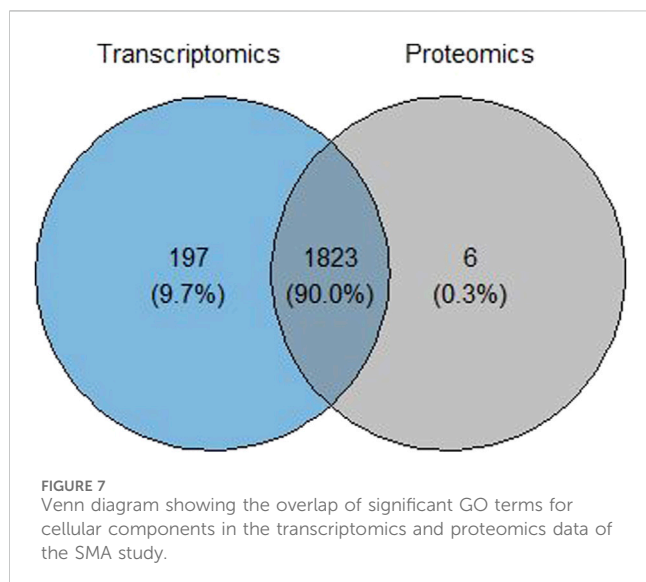 Transcriptomics Proteomics
197 1823 6
(9.7%) (90.0%) (0.3%)
FIGURE 7
Venn diagram showing the overlap of significant GO terms for
cellular components in the transcriptomics and proteomics data of
the SMA study.